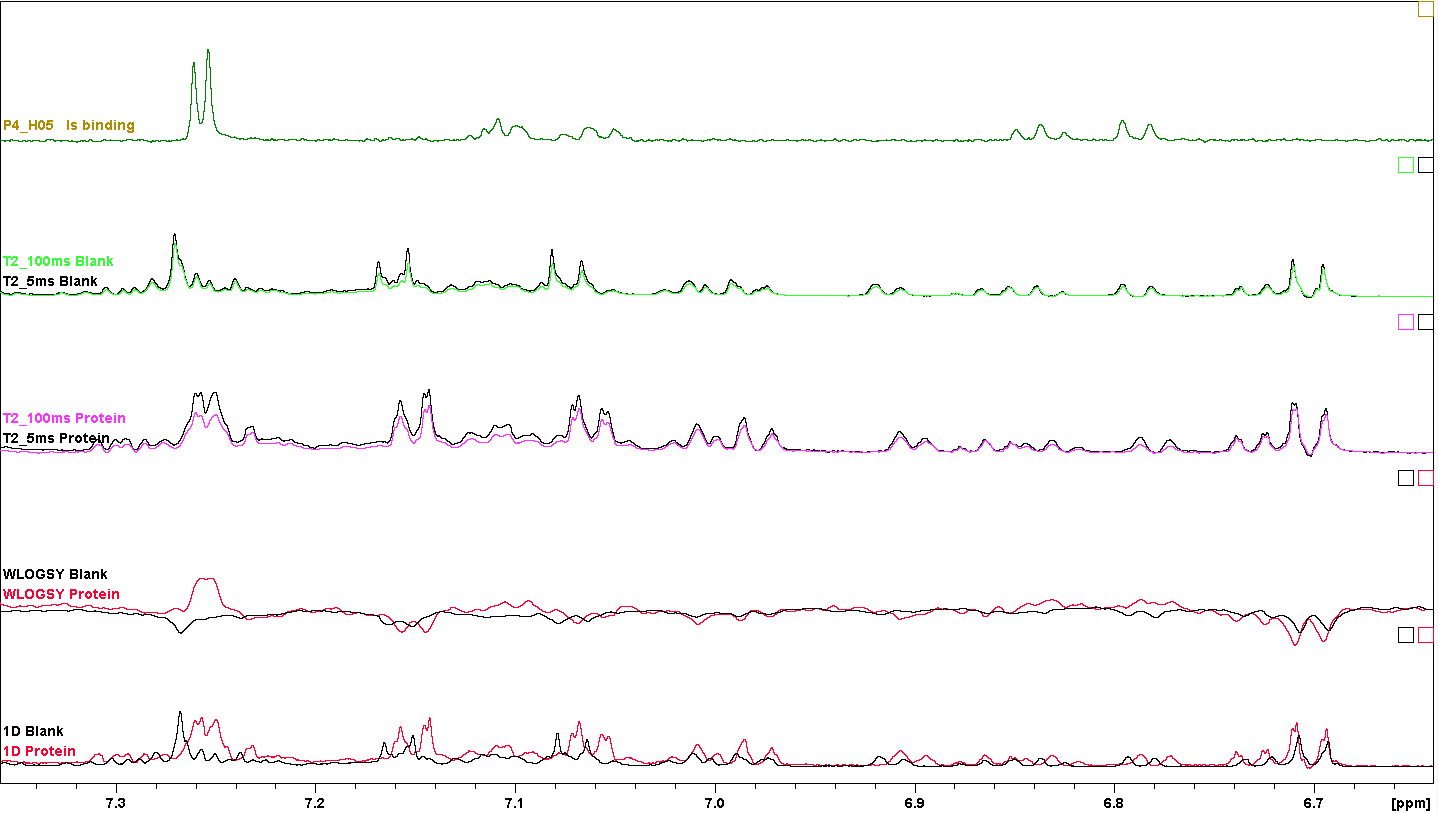 P4_H05 Is binding
T2_100ms Blank
T2_5ms Blank
T2_100ms Protein
T2_5ms Protein
WLOGSY Blank
WLOGSY Protein
1D Blank
1D Protein
7.3 7.2 7.1 7.0 6.9 6.8 6.7 [ppm]